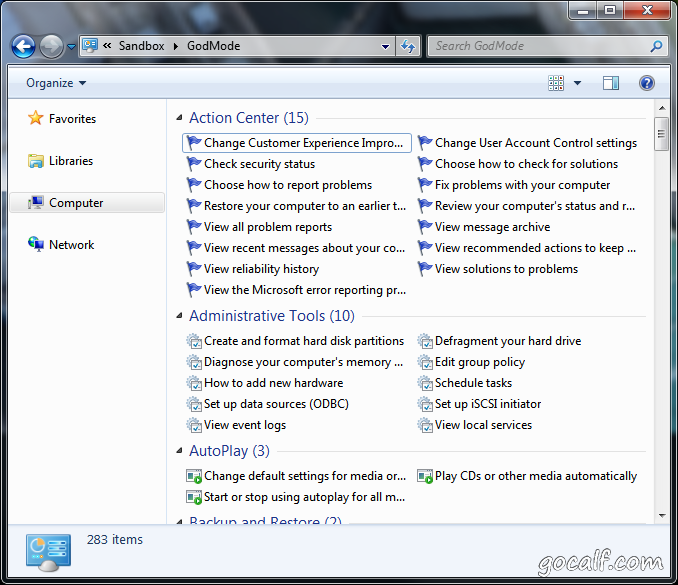 « Sandbox ▸ GodMode
Search GodMode
Organize
Favorites
Libraries
Computer
Network
Action Center (15)
Change Customer Experience Impro...
Change User Account Control settings
Check security status
Choose how to check for solutions
Choose how to report problems
Fix problems with your computer
Restore your computer to an earlier t...
Review your computer's status and r...
View all problem reports
View message archive
View recent messages about your co...
View recommended actions to keep ...
View reliability history
View solutions to problems
View the Microsoft error reporting pr...
Administrative Tools (10)
Create and format hard disk partitions
Defragment your hard drive
Diagnose your computer's memory ...
Edit group policy
How to add new hardware
Schedule tasks
Set up data sources (ODBC)
Set up iSCSI initiator
View event logs
View local services
AutoPlay (3)
Change default settings for media or...
Play CDs or other media automatically
Start or stop using autoplay for all m...
Backup and Restore (2)
283 items
gocalf.com